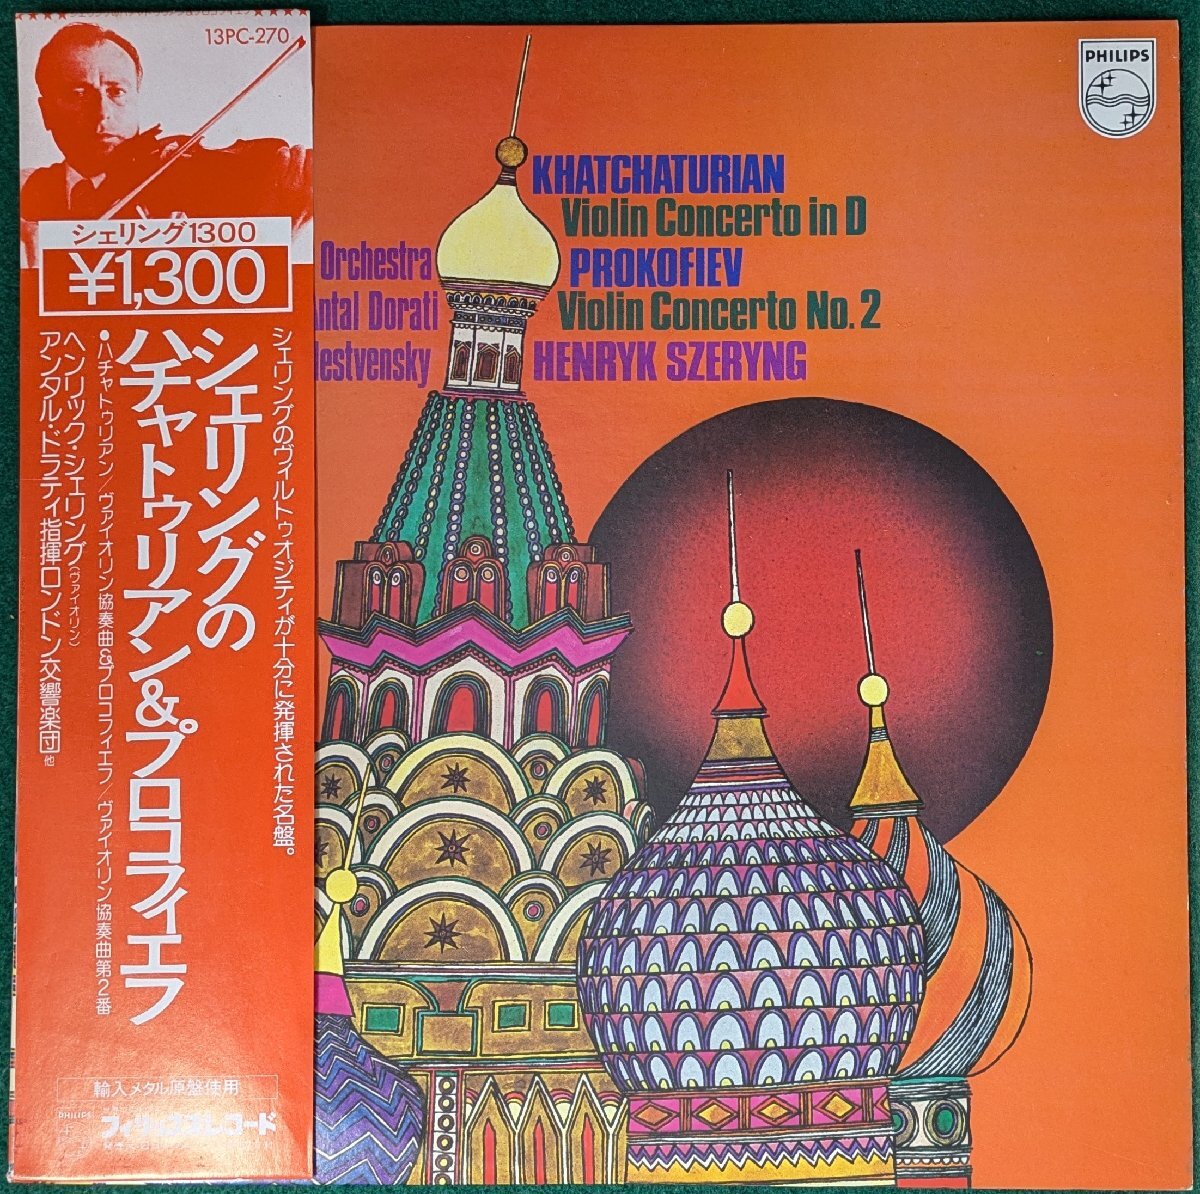 13PC-270
シェリング1300
¥1,300
シェリングのヴィルトゥオジティが十分に発揮された名盤。
シェリングの
ハチャトゥリアン&プロコフィエフ
●ハチャトゥリアン/ヴァイオリン協奏曲&プロコフィエフ/ヴァイオリン協奏曲第2番
ヘンリック・シェリング(ヴァイオリン)
アンタル・ドラティ指揮ロンドン交響楽団 他
輸入メタル原盤使用
PHILIPS
フィリップスレコード
PHILIPS
KHATCHATURIAN
Violin Concerto in D
Orchestra PROKOFIEV
Antal Dorati Violin Concerto No. 2
destvensky HENRYK SZERYNG